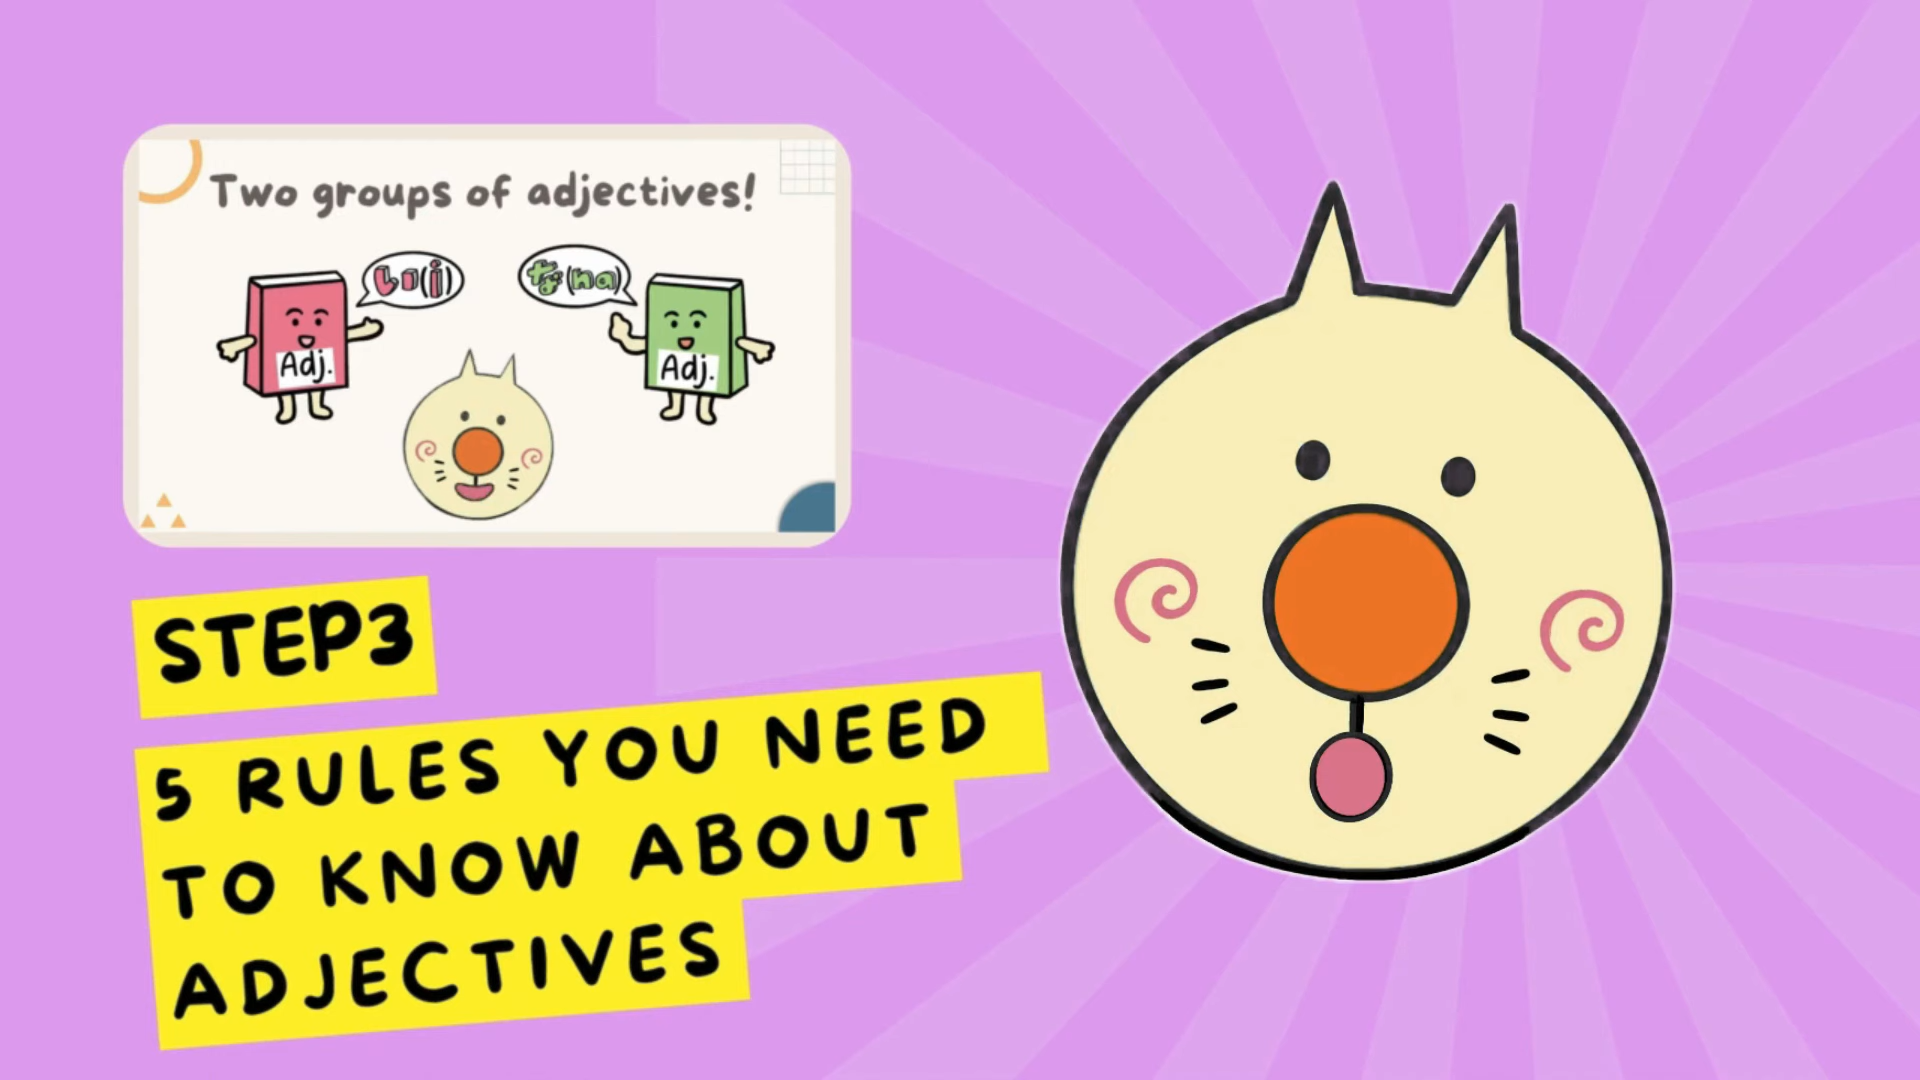 Two groups of adjectives!
い(i)
な(na)
Adj.
Adj.
STEP3
5 RULES YOU NEED
TO KNOW ABOUT
ADJECTIVES